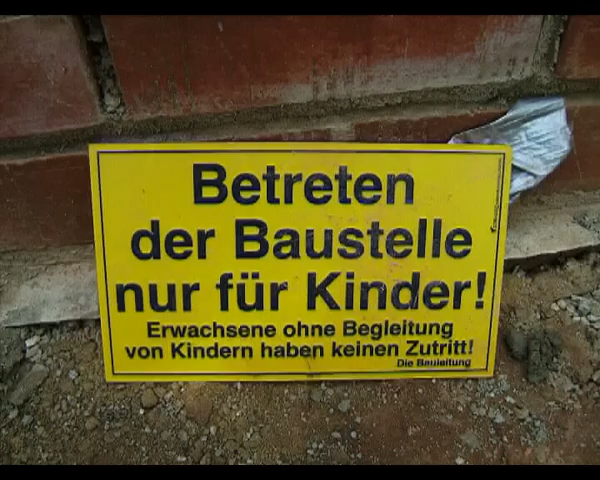 Betreten
der Baustelle
nur für Kinder!
Erwachsene ohne Begleitung
von Kindern haben keinen Zutritt!
Die Bauleitung